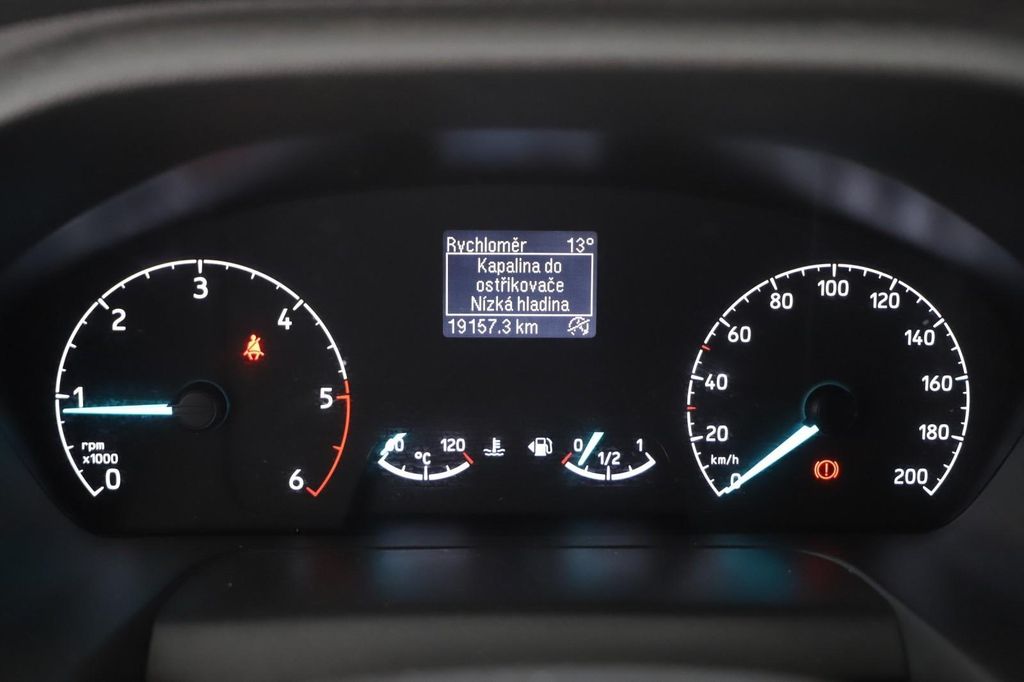 Rychloměr 13°
Kapalina do
ostřikovače
Nízká hladina
19157.3 km
0
1
2
3
4
5
6
rpm
x1000
60 120
°C
0 1/2 1
0
20
40
60
80
100
120
140
160
180
200
km/h